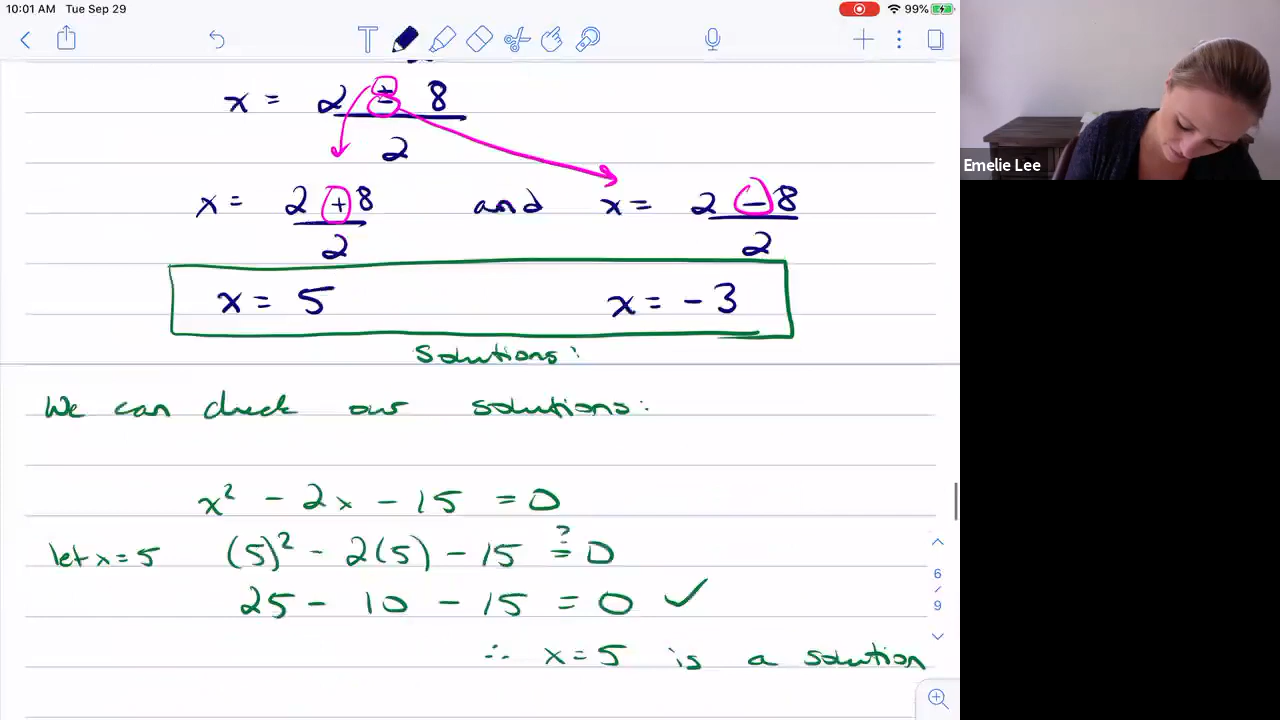 10:01 AM Tue Sep 29
99%
x = 2 ± 8
2
x = 2 + 8 and x = 2 - 8
2 2
x = 5 x = -3
Solutions:
We can check our solutions:
x² - 2x - 15 = 0
let x = 5 (5)² - 2(5) - 15 ?= 0
25 - 10 - 15 = 0 ✓
∴ x = 5 is a solution
6
/
9
Emelie Lee